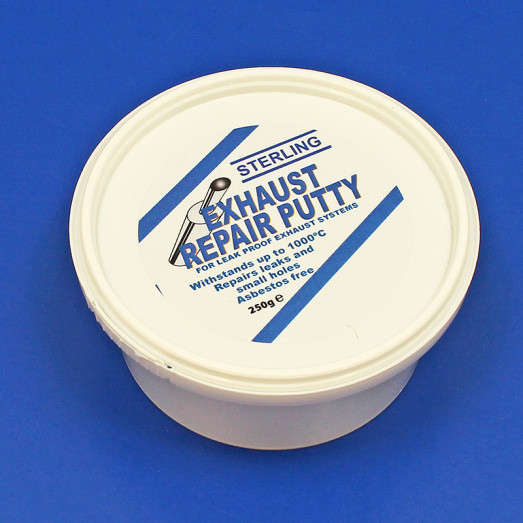 STERLING
EXHAUST
REPAIR PUTTY
FOR LEAK PROOF EXHAUST SYSTEMS
Withstands up to 1000°C
Repairs leaks and
small holes
Asbestos free
250g ℮